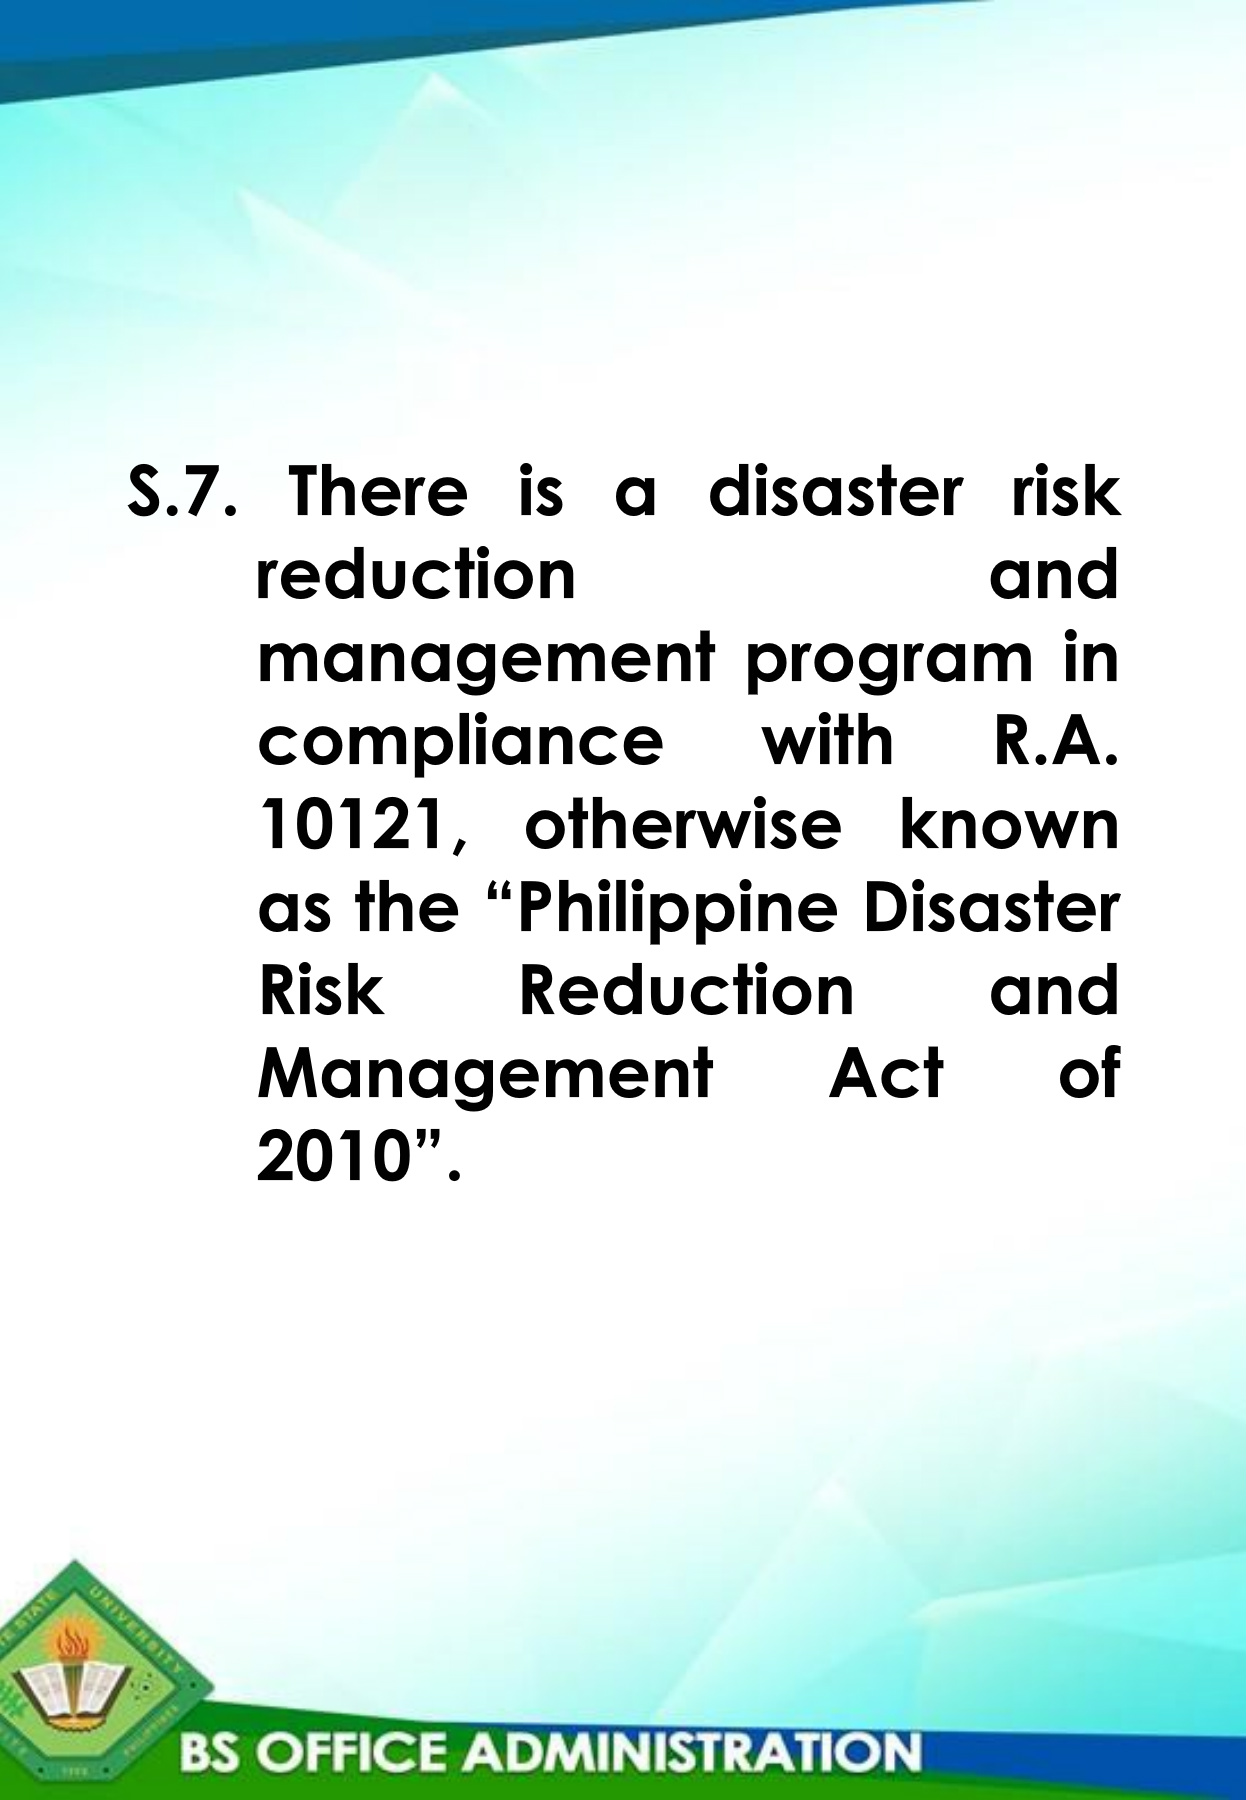 S.7. There is a disaster risk
reduction and
management program in
compliance with R.A.
10121, otherwise known
as the “Philippine Disaster
Risk Reduction and
Management Act of
2010”.
UNIVERSITY
BS OFFICE ADMINISTRATION